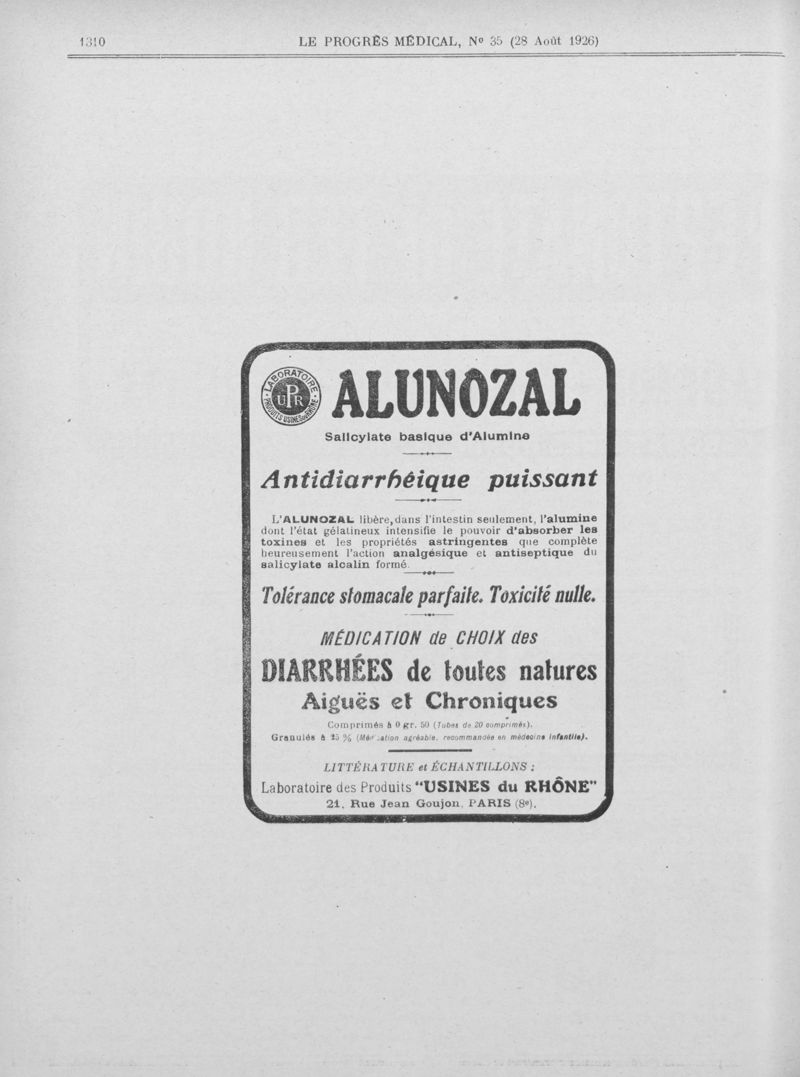 1310
LE PROGRÈS MÉDICAL, No 35 (28 Août 1926)
LABORATOIRE
UPR
PRODUITS USINES du RHÔNE
ALUNOZAL
Salicylate basique d'Alumine
Antidiarrhéique puissant
L'ALUNOZAL libère, dans l'intestin seulement, l'alumine
dont l'état gélatineux intensifie le pouvoir d'absorber les
toxines et les propriétés astringentes que complète
heureusement l'action analgésique et antiseptique du
salicylate alcalin formé.
Tolérance stomacale parfaite. Toxicité nulle.
MÉDICATION de CHOIX des
DIARRHÉES de toutes natures
Aiguës et Chroniques
Comprimés à 0 gr. 50 (Tubes de 20 comprimés).
Granulés à % (agréable, recommandée en médecine infantile).
LITTÉRATURE et ÉCHANTILLONS :
Laboratoire des Produits "USINES du RHÔNE"
21, Rue Jean Goujon, PARIS (8e).